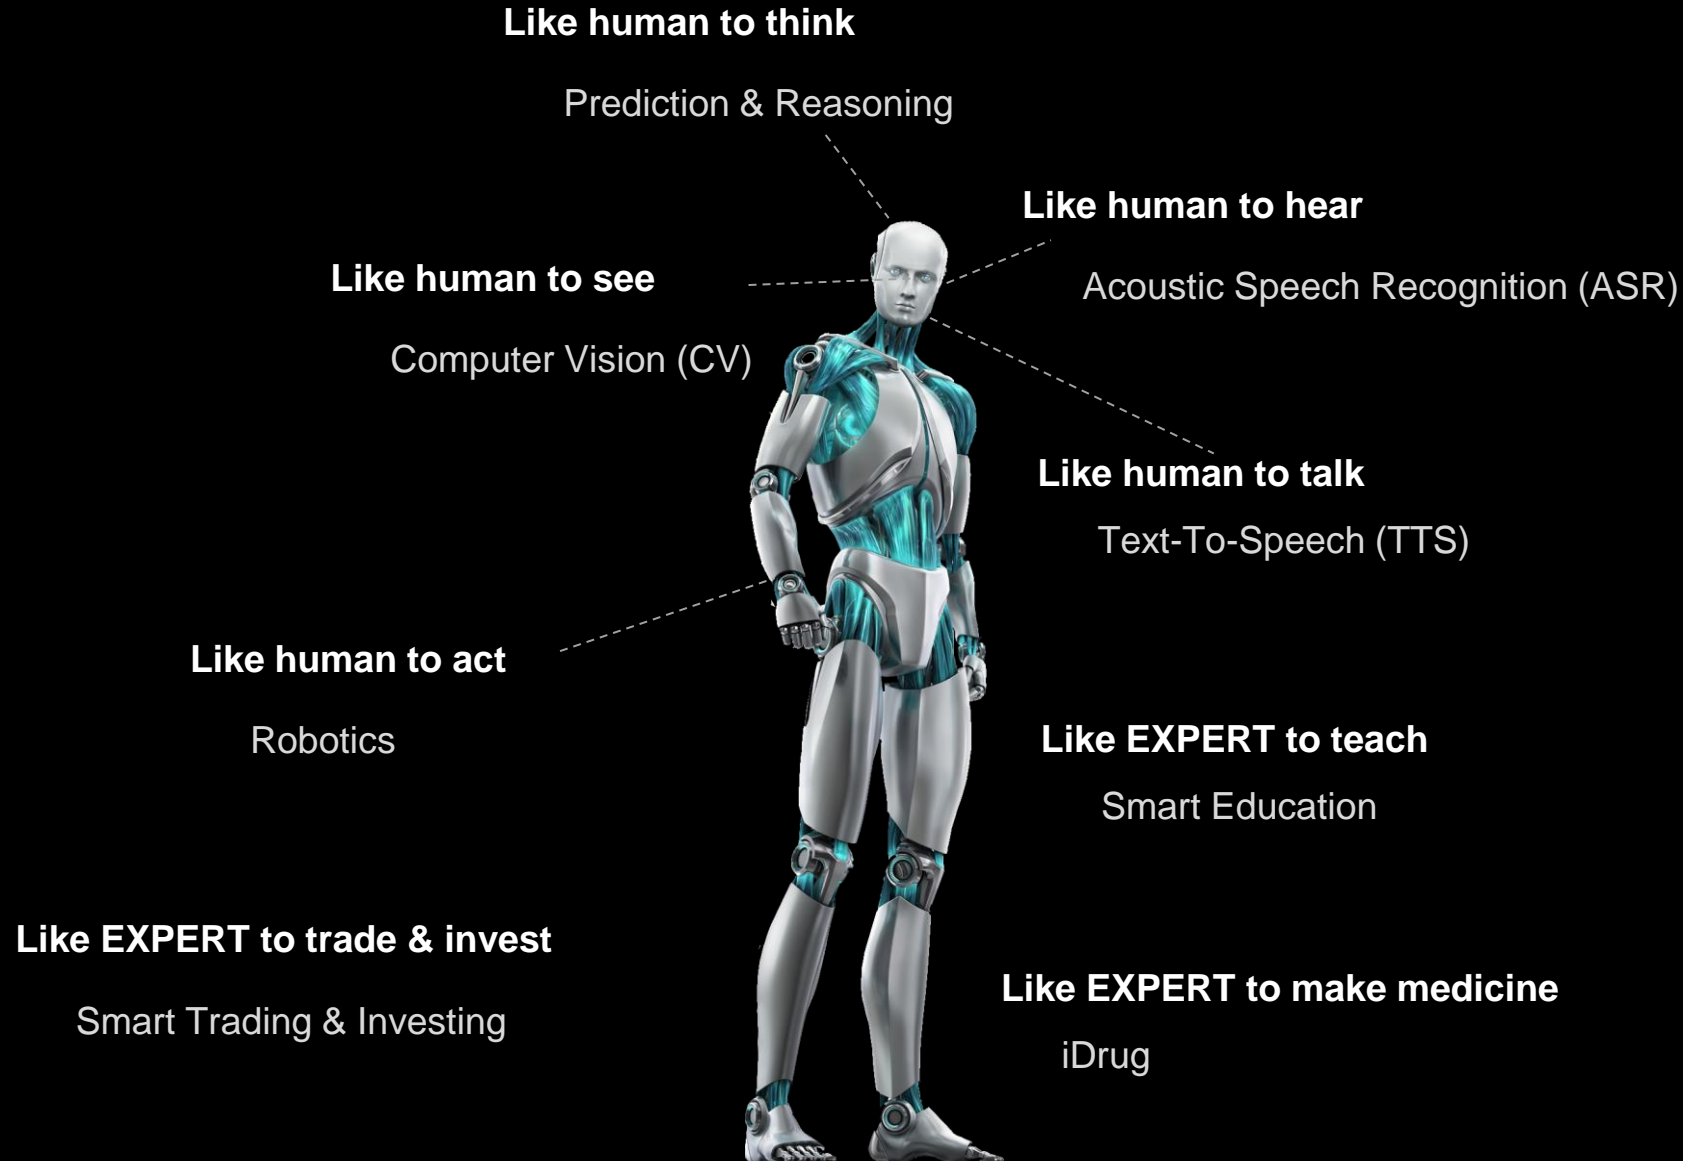 Like human to think
Prediction & Reasoning
Like human to hear
Acoustic Speech Recognition (ASR)
Like human to see
Computer Vision (CV)
Like human to talk
Text-To-Speech (TTS)
Like human to act
Robotics
Like EXPERT to teach
Smart Education
Like EXPERT to trade & invest
Smart Trading & Investing
Like EXPERT to make medicine
iDrug